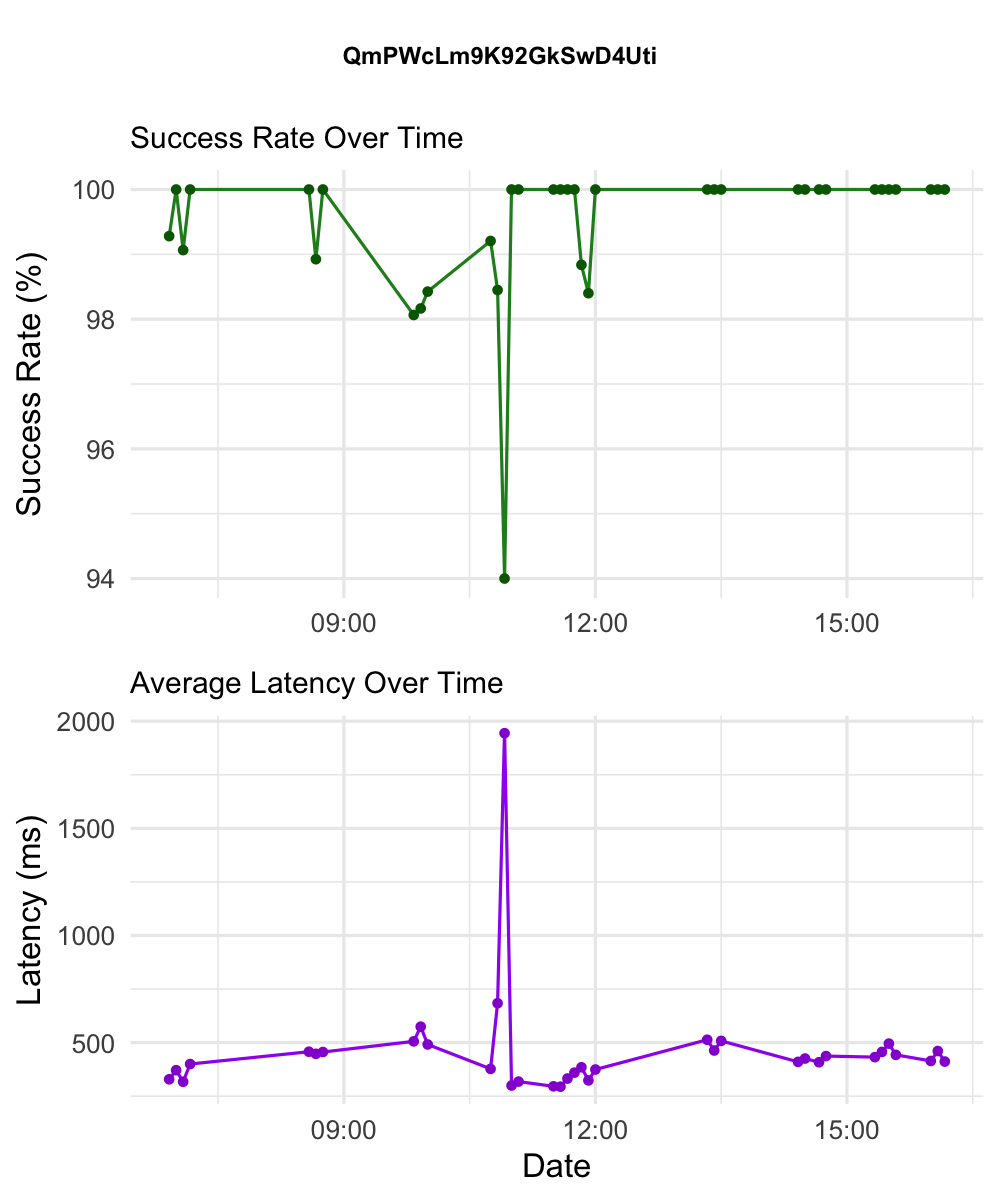 QmPWcLm9K92GkSwD4Uti
Success Rate Over Time
Success Rate (%)
100
98
96
94
09:00 12:00 15:00
Average Latency Over Time
Latency (ms)
2000
1500
1000
500
09:00 12:00 15:00
Date